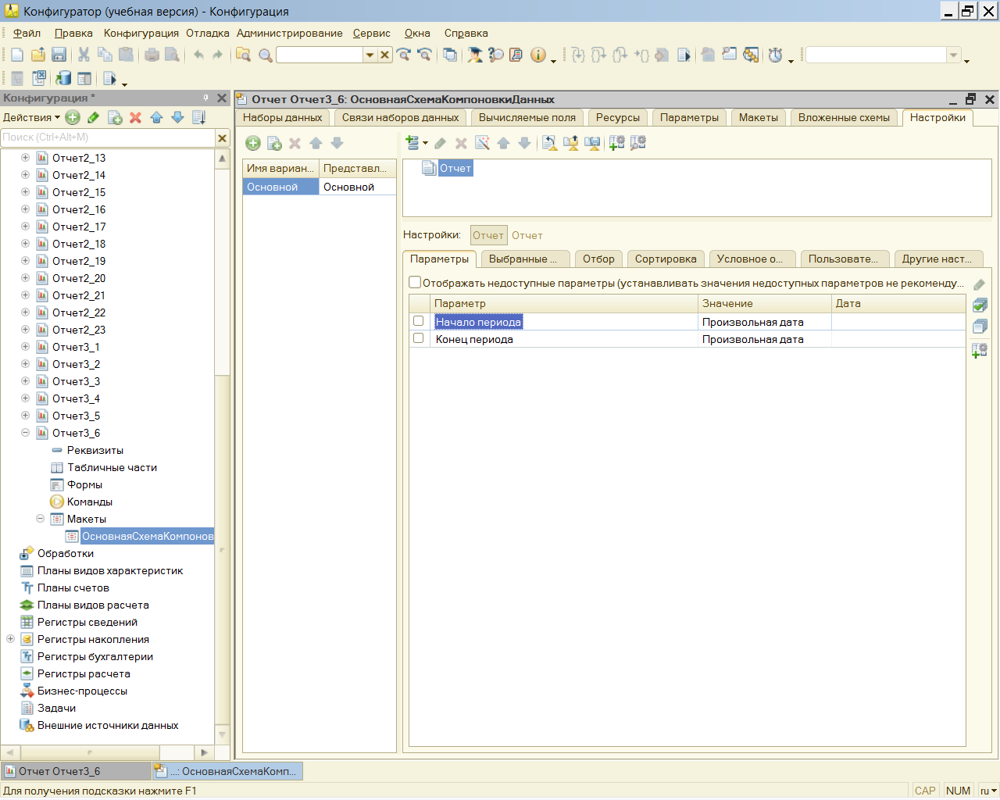 Конфигуратор (учебная версия) - Конфигурация
Файл Правка Конфигурация Отладка Администрирование Сервис Окна Справка
Конфигурация *
Действия
Поиск (Ctrl+Alt+M)
Отчет2_13
Отчет2_14
Отчет2_15
Отчет2_16
Отчет2_17
Отчет2_18
Отчет2_19
Отчет2_20
Отчет2_21
Отчет2_22
Отчет2_23
Отчет3_1
Отчет3_2
Отчет3_3
Отчет3_4
Отчет3_5
Отчет3_6
Реквизиты
Табличные части
Формы
Команды
Макеты
ОсновнаяСхемаКомпонов
Обработки
Планы видов характеристик
Планы счетов
Планы видов расчета
Регистры сведений
Регистры накопления
Регистры бухгалтерии
Регистры расчета
Бизнес-процессы
Задачи
Внешние источники данных
Отчет Отчет3_6: ОсновнаяСхемаКомпоновкиДанных
Наборы данных Связи наборов данных Вычисляемые поля Ресурсы Параметры Макеты Вложенные схемы Настройки
Имя вариан... Представл...
Основной Основной
Отчет
Настройки: Отчет Отчет
Параметры Выбранные ... Отбор Сортировка Условное о... Пользовате... Другие наст...
Отображать недоступные параметры (устанавливать значения недоступных параметров не рекоменду...
Параметр Значение Дата
Начало периода Произвольная дата
Конец периода Произвольная дата
Отчет Отчет3_6 ...: ОсновнаяСхемаКомп...
Для получения подсказки нажмите F1 CAP NUM ru